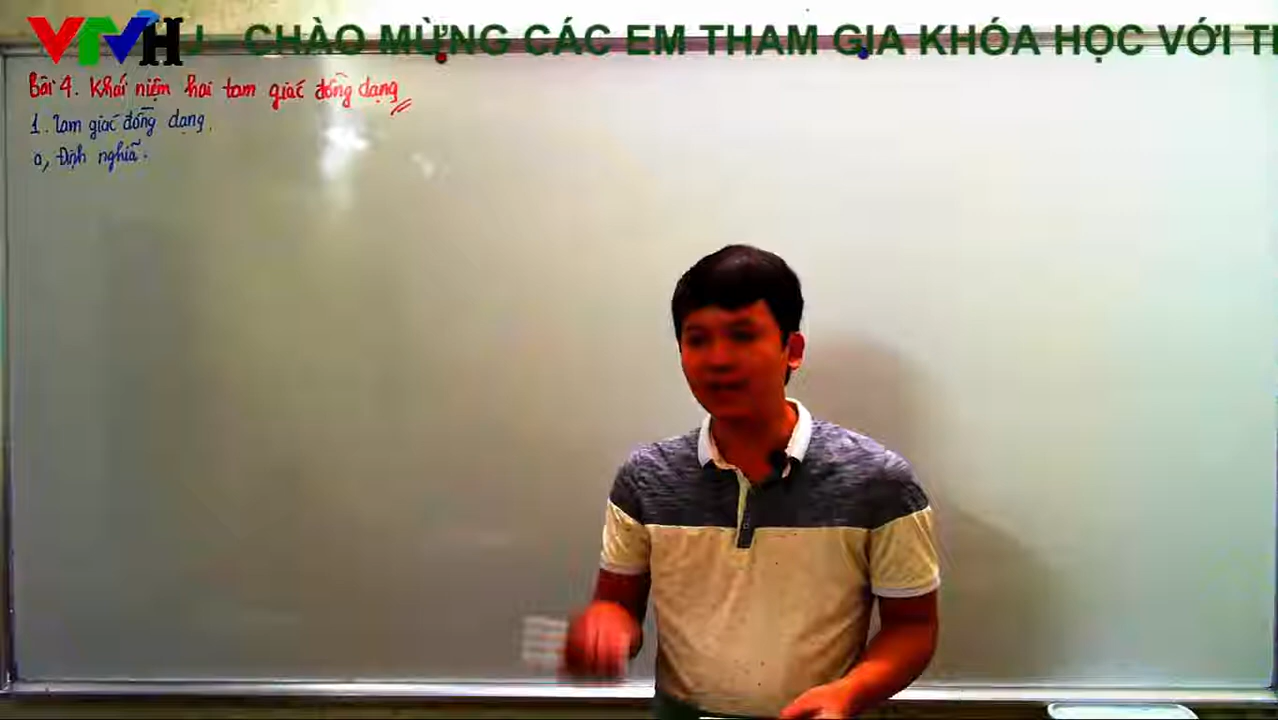 VTVH
CHÀO MỪNG CÁC EM THAM GIA KHÓA HỌC VỚI
Bài 4. Khái niệm hai tam giác đồng dạng
1. Tam giác đồng dạng.
a, Định nghĩa.